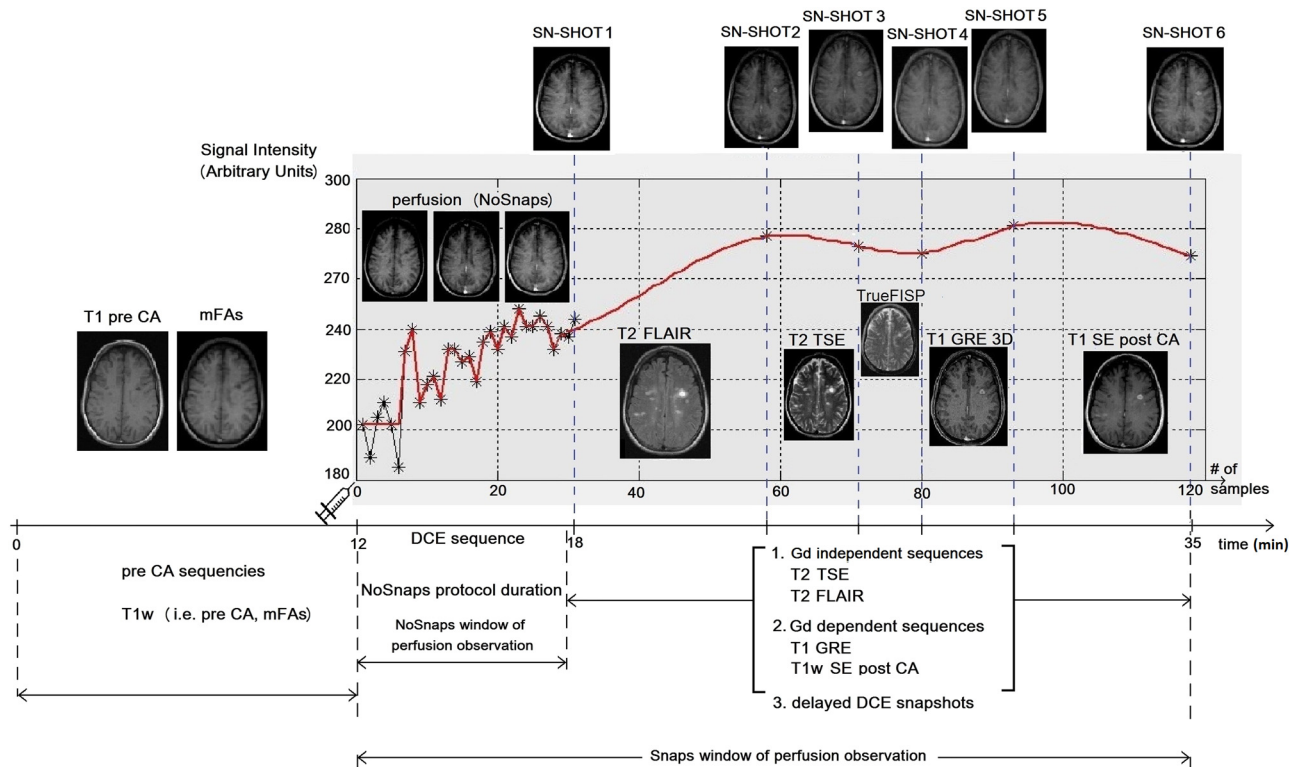 SN-SHOT 1
SN-SHOT2
SN-SHOT 3
SN-SHOT 4
SN-SHOT 5
SN-SHOT 6
Signal Intensity
(Arbitrary Units)
300
280
270
240
220
200
180
perfusion (NoSnaps)
T1 pre CA
mFAs
T2 FLAIR
T2 TSE
TrueFISP
T1 GRE 3D
T1 SE post CA
0
20
40
60
80
100
120
# of
samples
0
12
18
35
time (min)
DCE sequence
pre CA sequencies
T1w (i.e. pre CA, mFAs)
NoSnaps protocol duration
NoSnaps window of
perfusion observation
1. Gd independent sequences
T2 TSE
T2 FLAIR
2. Gd dependent sequences
T1 GRE
T1w SE post CA
3. delayed DCE snapshots
Snaps window of perfusion observation